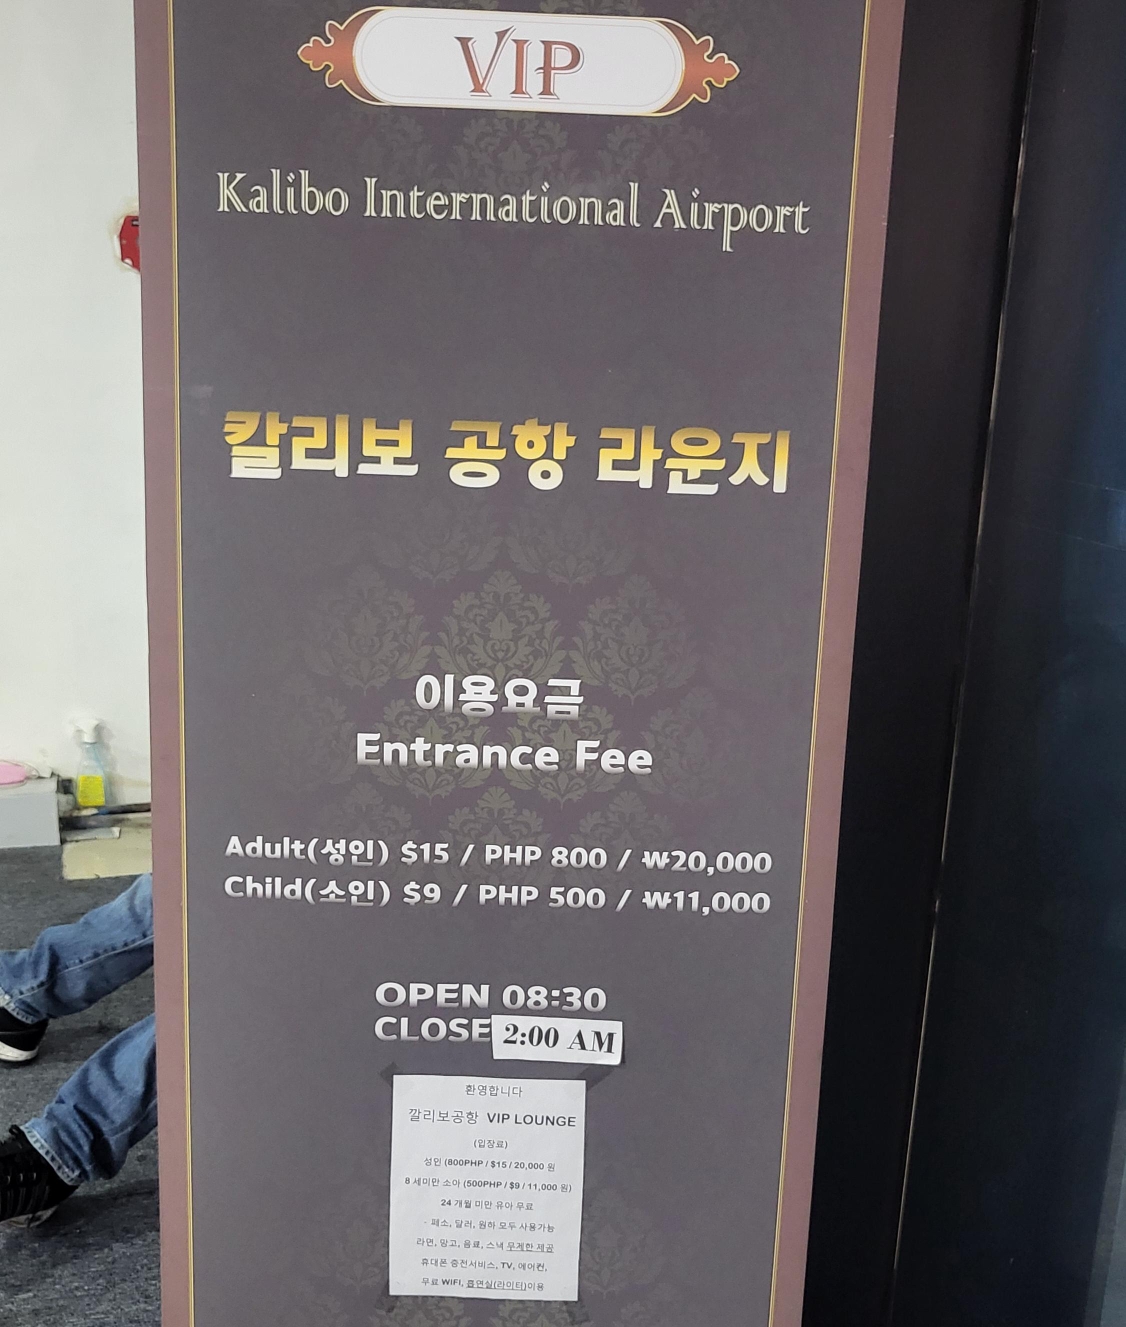 VIP
Kalibo International Airport
칼리보 공항 라운지
이용요금
Entrance Fee
Adult(성인) $15 / PHP 800 / ₩20,000
Child(소인) $9 / PHP 500 / ₩11,000
OPEN 08:30
CLOSE 2:00 AM
환영합니다
깔리보공항 VIP LOUNGE
(입장료)
성인 (800PHP / $15 / 20,000 원
8 세미만 소아 (500PHP / $9 / 11,000 원)
24 개월 미만 유아 무료
- 페소, 달러, 원하 모두 사용가능
라면, 망고, 음료, 스낵 무제한 제공
휴대폰 충전서비스, TV, 에어컨,
무료 WIFI, 흡연실(라이터)이용